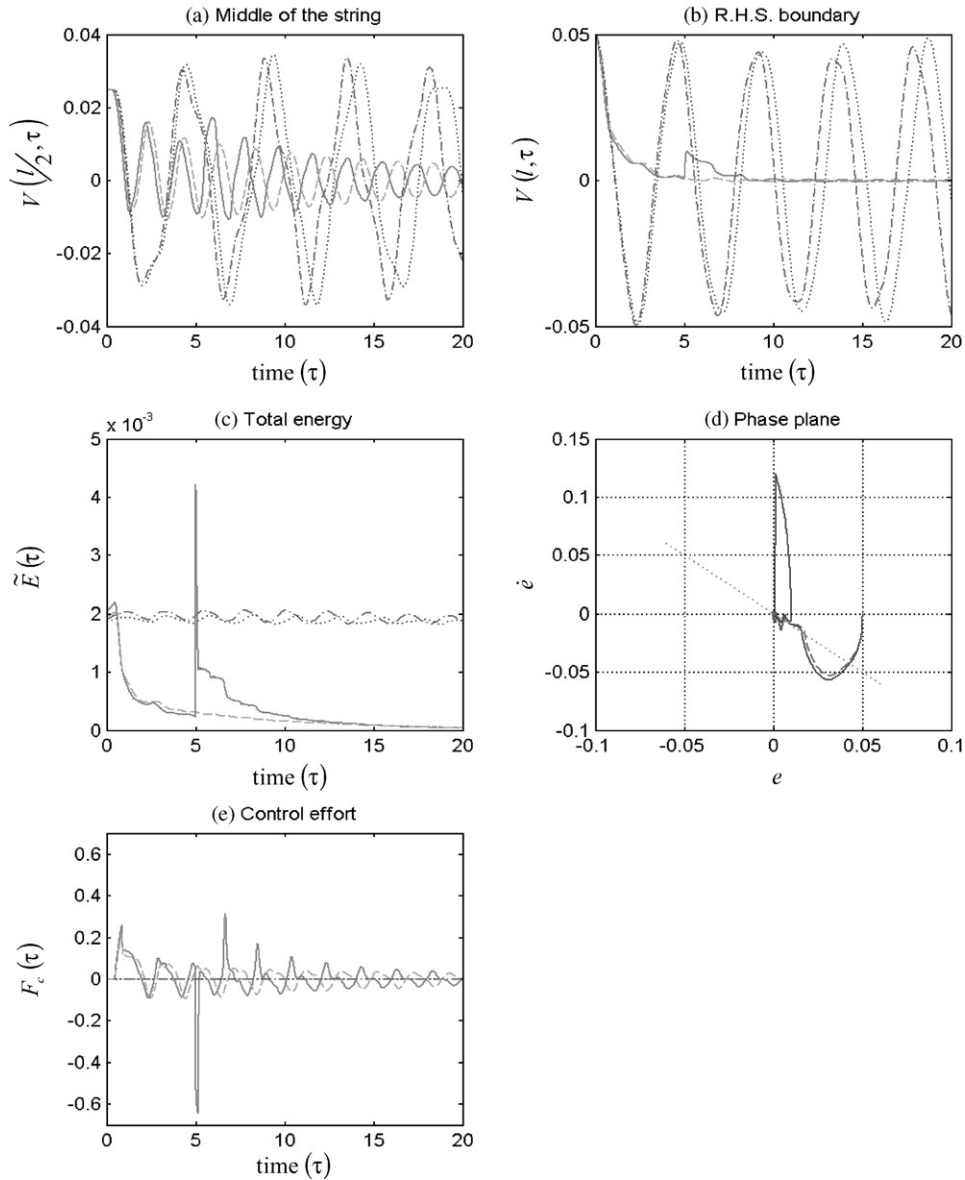 (a) Middle of the string
(b) R.H.S. boundary
0.04
0.02
0
-0.02
-0.04
V(l/2,τ)
0 5 10 15 20
time (τ)
0.05
0
-0.05
V(l,τ)
0 5 10 15 20
time (τ)
(c) Total energy
(d) Phase plane
x 10⁻³
5
4
3
2
1
0
Ẽ(τ)
0 5 10 15 20
time (τ)
0.15
0.1
0.05
0
-0.05
-0.1
ė
-0.1 -0.05 0 0.05 0.1
e
(e) Control effort
0.6
0.4
0.2
0
-0.2
-0.4
-0.6
F_c(τ)
0 5 10 15 20
time (τ)